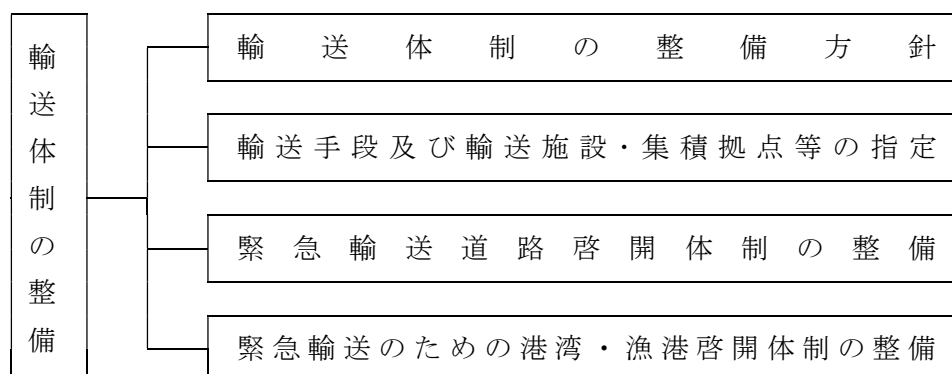 輸送体制の整備
輸送体制の整備方針
輸送手段及び輸送施設・集積拠点等の指定
緊急輸送道路啓開体制の整備
緊急輸送のための港湾・漁港啓開体制の整備